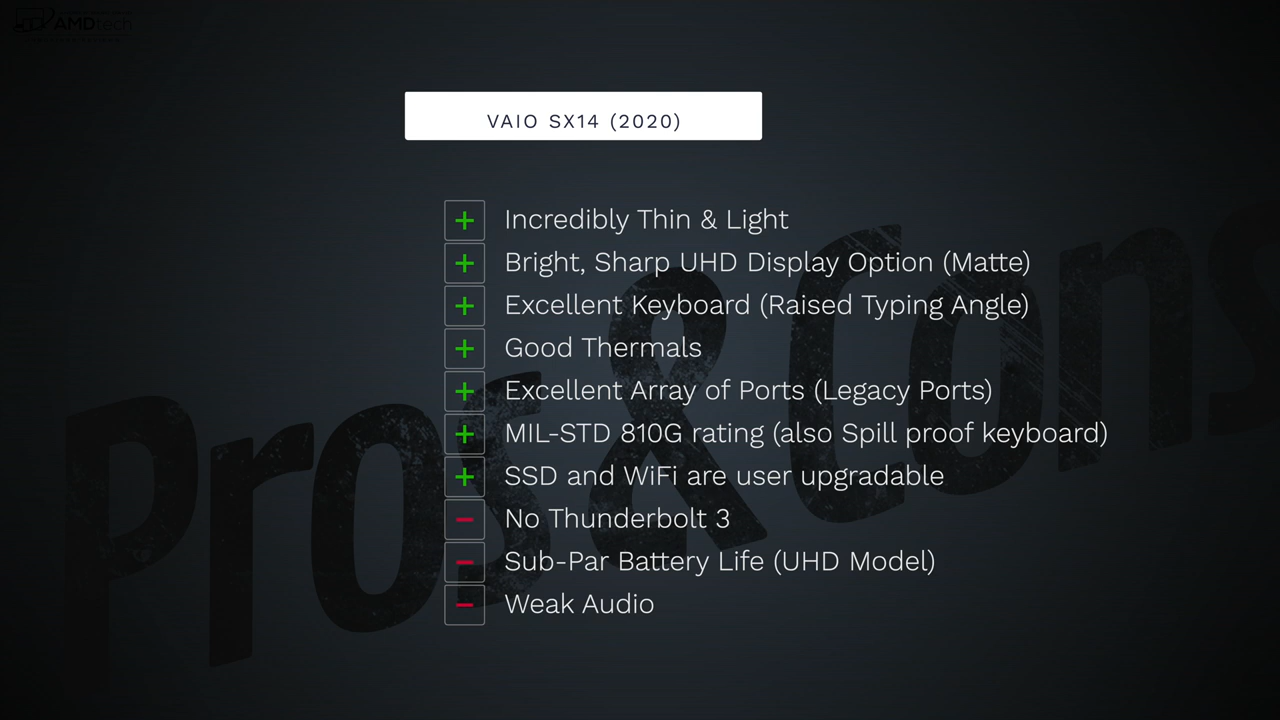 AMDtech
VAIO SX14 (2020)
+ Incredibly Thin & Light
+ Bright, Sharp UHD Display Option (Matte)
+ Excellent Keyboard (Raised Typing Angle)
+ Good Thermals
+ Excellent Array of Ports (Legacy Ports)
+ MIL-STD 810G rating (also Spill proof keyboard)
+ SSD and WiFi are user upgradable
- No Thunderbolt 3
- Sub-Par Battery Life (UHD Model)
- Weak Audio
Pros & Cons